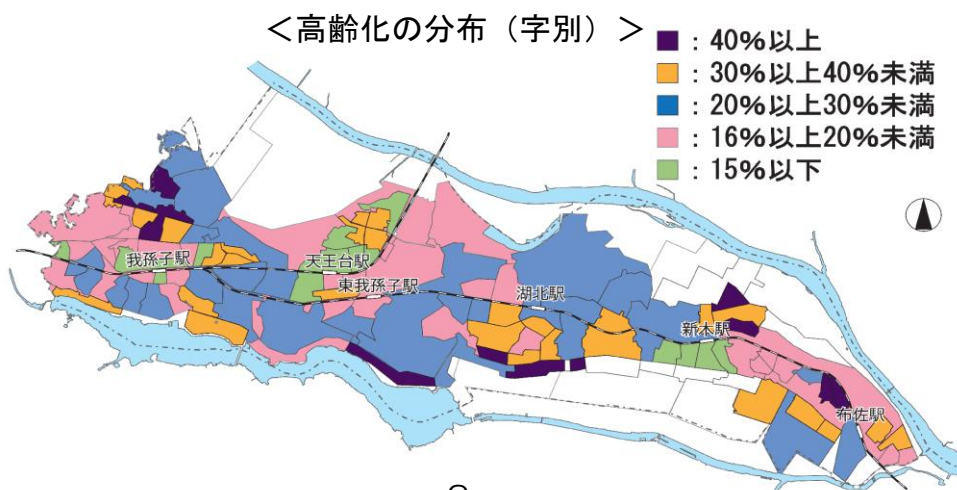 ＜高齢化の分布（字別）＞
：40％以上
：30％以上40％未満
：20％以上30％未満
：16％以上20％未満
：15％以下
我孫子駅
天王台駅
東我孫子駅
湖北駅
新木駅
布佐駅